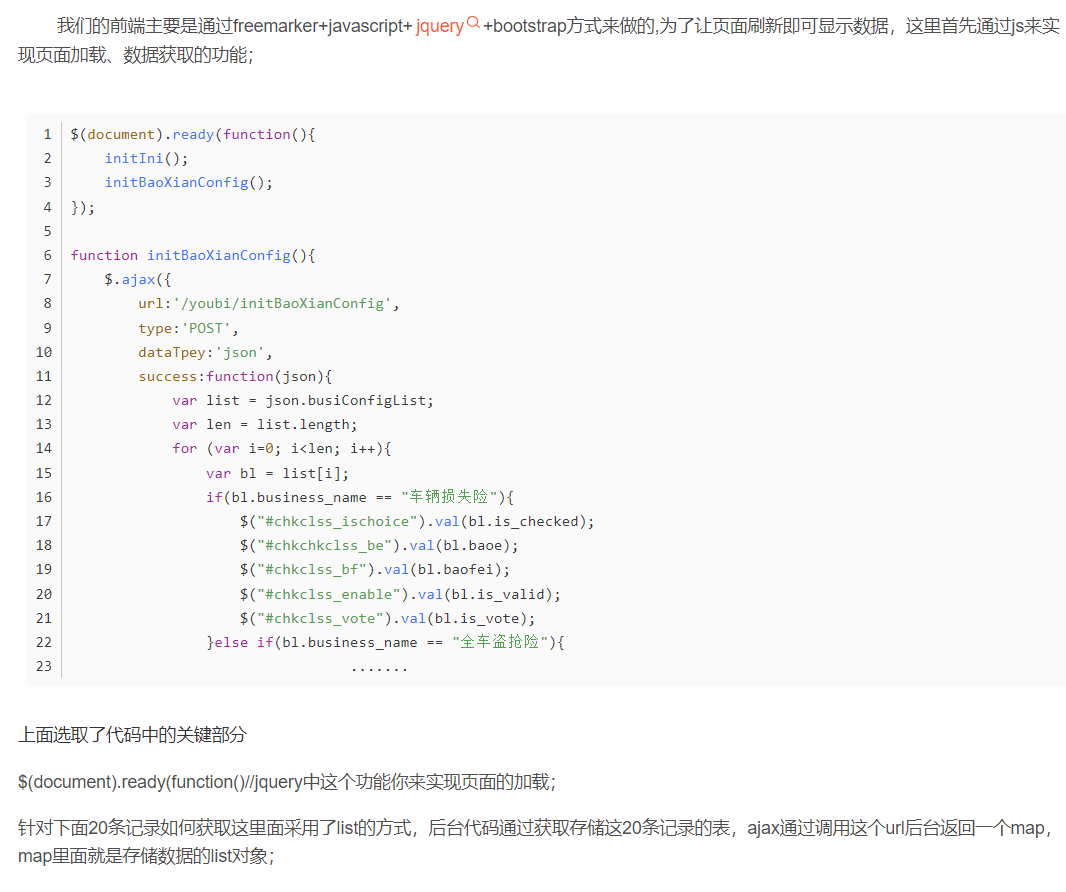 我们的前端主要是通过freemarker+javascript+ jquery +bootstrap方式来做的,为了让页面刷新即可显示数据，这里首先通过js来实
现页面加载、数据获取的功能；
1 $(document).ready(function(){
2     initIni();
3     initBaoXianConfig();
4 });
5
6 function initBaoXianConfig(){
7     $.ajax({
8         url:'/youbi/initBaoXianConfig',
9         type:'POST',
10         dataTpey:'json',
11         success:function(json){
12             var list = json.busiConfigList;
13             var len = list.length;
14             for (var i=0; i<len; i++){
15                 var bl = list[i];
16                 if(bl.business_name == "车辆损失险"){
17                     $("#chkclss_ischoice").val(bl.is_checked);
18                     $("#chkchkclss_be").val(bl.baoe);
19                     $("#chkclss_bf").val(bl.baofei);
20                     $("#chkclss_enable").val(bl.is_valid);
21                     $("#chkclss_vote").val(bl.is_vote);
22                 }else if(bl.business_name == "全车盗抢险"){
23                                  .......
上面选取了代码中的关键部分
$(document).ready(function()//jquery中这个功能你来实现页面的加载；
针对下面20条记录如何获取这里面采用了list的方式，后台代码通过获取存储这20条记录的表，ajax通过调用这个url后台返回一个map，
map里面就是存储数据的list对象；